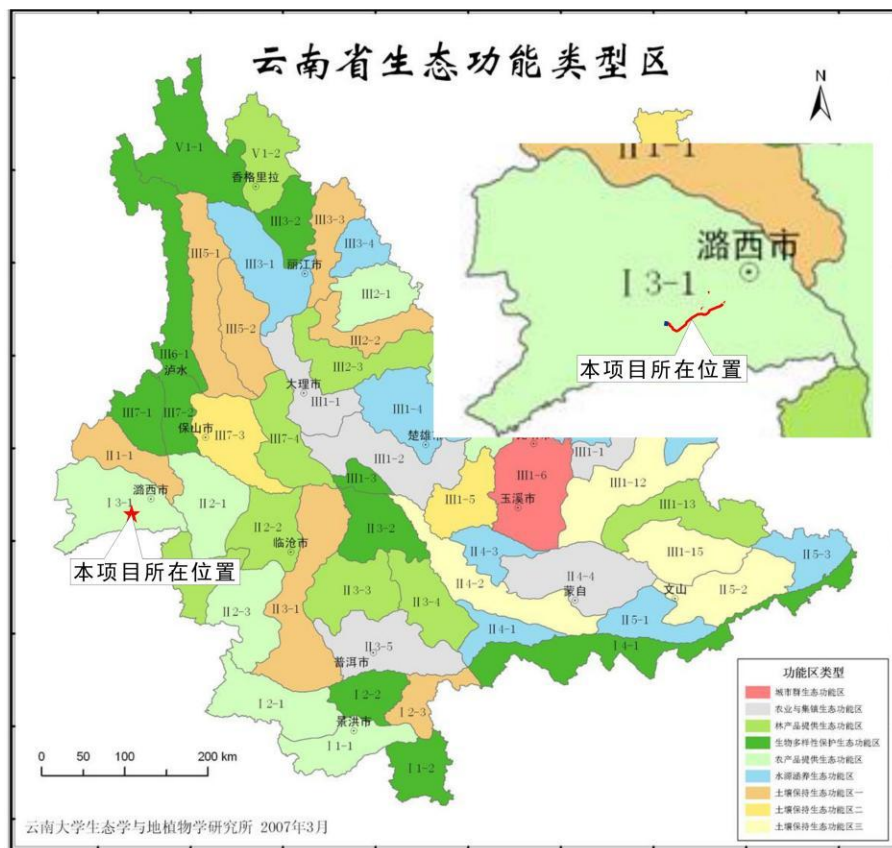 云南省生态功能类型区
N
V1-1
V1-2
香格里拉
III3-2
III3-3
III3-4
III5-1
III3-1
丽江市
III2-1
III5-2
III2-2
III2-3
III6-1
泸水
大理市
III1-1
III1-4
III7-1
III7-2
保山市
III7-3
III7-4
楚雄
III1-2
II1-1
潞西市
I3-1
本项目所在位置
II1-1
潞西市
I3-1
II2-1
本项目所在位置
III1-3
III1-5
III1-6
玉溪市
III1-1
III1-12
III1-13
II2-2
临沧市
II3-2
II4-3
III1-15
II5-3
II4-2
II4-4
蒙自
文山
II5-2
II3-3
II3-4
II2-3
II3-1
II4-1
II5-1
I4-1
II3-5
普洱市
I2-1
I2-2
I2-3
景洪市
I1-1
I1-2
0 50 100 200 km
功能区类型
城市群生态功能区
农业与集镇生态功能区
林产品提供生态功能区
生物多样性保护生态功能区
农产品提供生态功能区
水源涵养生态功能区
土壤保持生态功能区一
土壤保持生态功能区二
土壤保持生态功能区三
云南大学生态学与地植物学研究所 2007年3月